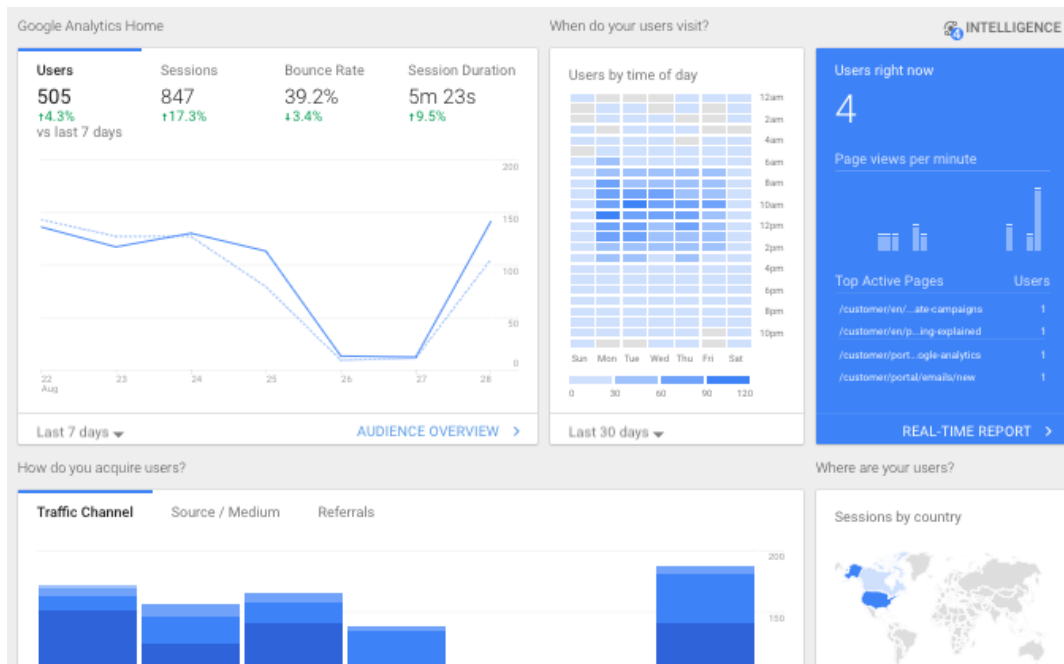 Google Analytics Home
Users
505
↑4.3%
vs last 7 days
Sessions
847
↑17.3%
Bounce Rate
39.2%
↓3.4%
Session Duration
5m 23s
↑9.5%
200
150
100
50
0
22
Aug
23
24
25
26
27
28
Last 7 days
AUDIENCE OVERVIEW
When do your users visit?
Users by time of day
12am
2am
4am
6am
8am
10am
12pm
2pm
4pm
6pm
8pm
10pm
Sun Mon Tue Wed Thu Fri Sat
0 30 60 90 120
Last 30 days
4 INTELLIGENCE
Users right now
4
Page views per minute
Top Active Pages Users
/customer/en/...ate-campaigns 1
/customer/en/p...ing-explained 1
/customer/port...ogle-analytics 1
/customer/portal/emails/new 1
REAL-TIME REPORT
How do you acquire users?
Traffic Channel Source / Medium Referrals
200
150
Where are your users?
Sessions by country